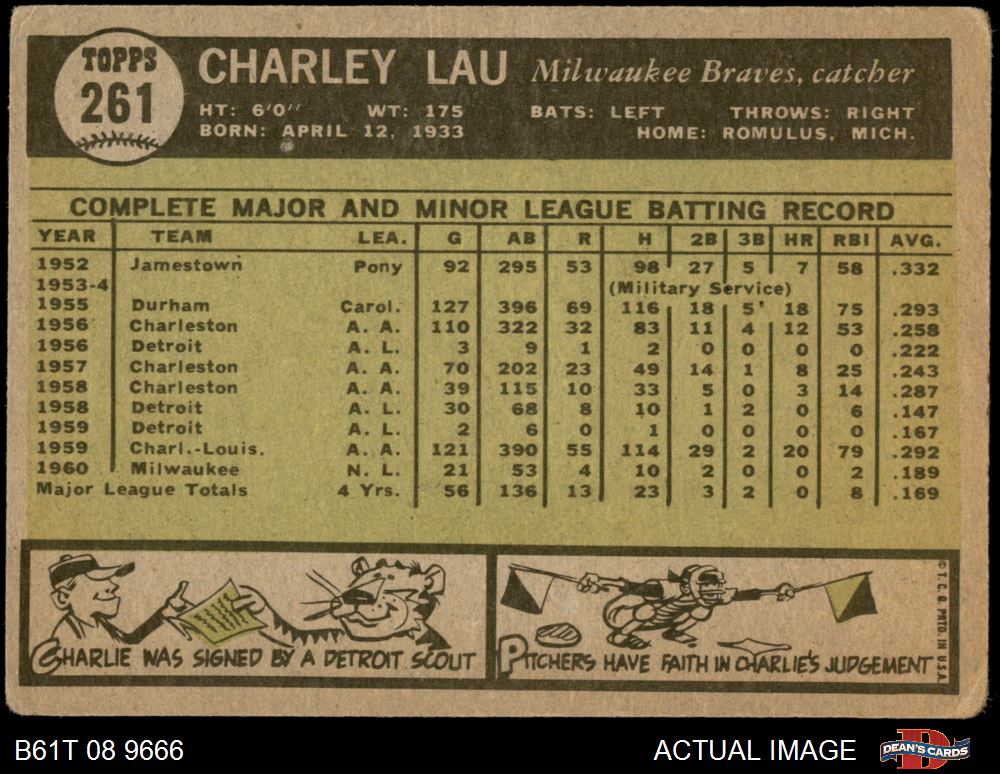 TOPPS
261
CHARLEY LAU Milwaukee Braves, catcher
HT: 6'0" WT: 175 BATS: LEFT THROWS: RIGHT
BORN: APRIL 12, 1933 HOME: ROMULUS, MICH.
COMPLETE MAJOR AND MINOR LEAGUE BATTING RECORD
YEAR TEAM LEA. G AB R H 2B 3B HR RBI AVG.
1952 Jamestown Pony 92 295 53 98 27 5 7 58 .332
1953-4 (Military Service)
1955 Durham Carol. 127 396 69 116 18 5 18 75 .293
1956 Charleston A. A. 110 322 32 83 11 4 12 53 .258
1956 Detroit A. L. 3 9 1 2 0 0 0 0 .222
1957 Charleston A. A. 70 202 23 49 14 1 8 25 .243
1958 Charleston A. A. 39 115 10 33 5 0 3 14 .287
1958 Detroit A. L. 30 68 8 10 1 2 0 6 .147
1959 Detroit A. L. 2 6 0 1 0 0 0 0 .167
1959 Charl.-Louis. A. A. 121 390 55 114 29 2 20 79 .292
1960 Milwaukee N. L. 21 53 4 10 2 0 0 2 .189
Major League Totals 4 Yrs. 56 136 13 23 3 2 0 8 .169
CHARLIE WAS SIGNED BY A DETROIT SCOUT
PITCHERS HAVE FAITH IN CHARLIE'S JUDGEMENT
© T. C. G. PRTD. IN U.S.A.
B61T 08 9666 ACTUAL IMAGE DEAN'S CARDS